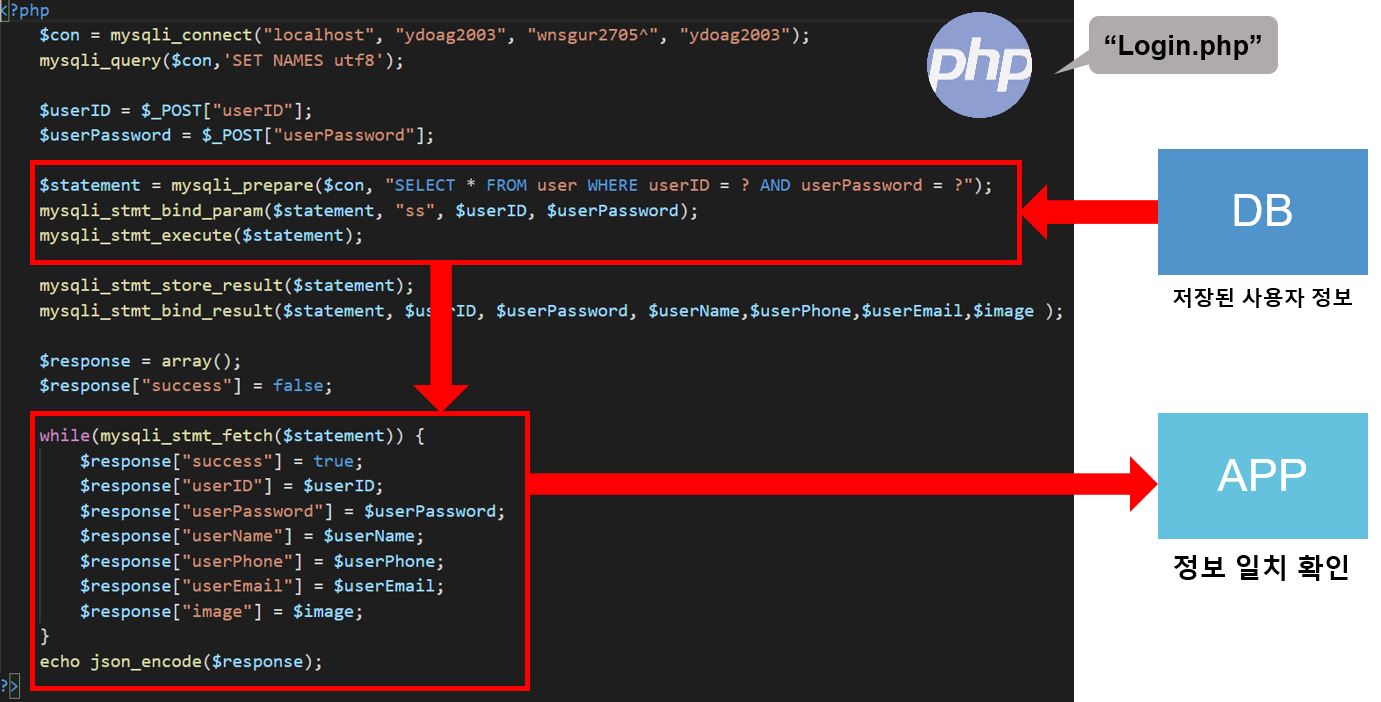 <?php
$con = mysqli_connect("localhost", "ydoag2003", "wnsgur2705^", "ydoag2003");
mysqli_query($con,'SET NAMES utf8');
$userID = $_POST["userID"];
$userPassword = $_POST["userPassword"];
$statement = mysqli_prepare($con, "SELECT * FROM user WHERE userID = ? AND userPassword = ?");
mysqli_stmt_bind_param($statement, "ss", $userID, $userPassword);
mysqli_stmt_execute($statement);
mysqli_stmt_store_result($statement);
mysqli_stmt_bind_result($statement, $userID, $userPassword, $userName,$userPhone,$userEmail,$image );
$response = array();
$response["success"] = false;
while(mysqli_stmt_fetch($statement)) {
$response["success"] = true;
$response["userID"] = $userID;
$response["userPassword"] = $userPassword;
$response["userName"] = $userName;
$response["userPhone"] = $userPhone;
$response["userEmail"] = $userEmail;
$response["image"] = $image;
}
echo json_encode($response);
?>
php
“Login.php”
DB
저장된 사용자 정보
APP
정보 일치 확인